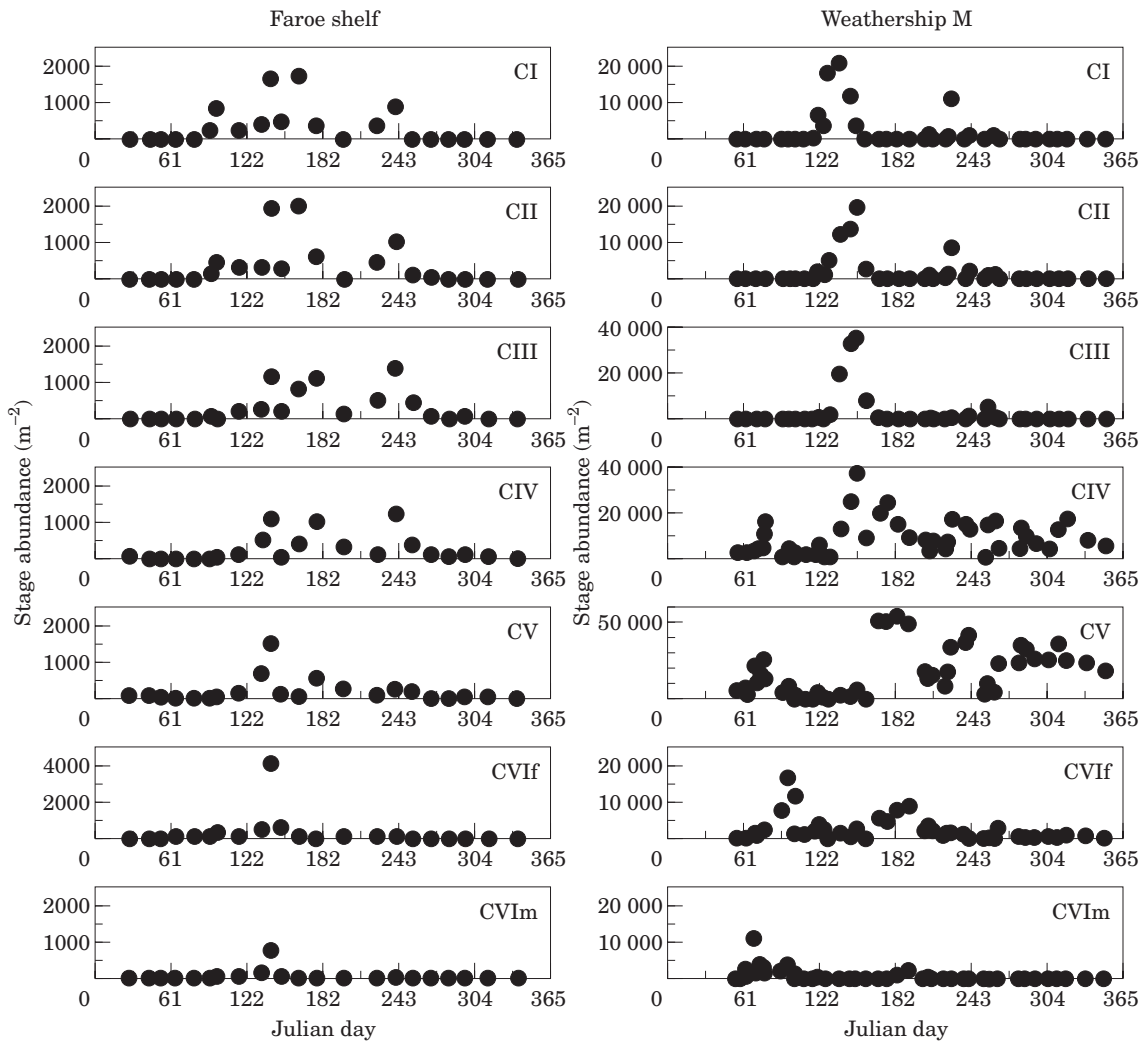 Faroe shelf
Weathership M
Stage abundance (m−2)
2000
1000
0
CI
61 122 182 243 304 365
2000
1000
0
CII
61 122 182 243 304 365
2000
1000
0
CIII
61 122 182 243 304 365
2000
1000
0
CIV
61 122 182 243 304 365
2000
1000
0
CV
61 122 182 243 304 365
4000
2000
0
CVIf
61 122 182 243 304 365
2000
1000
0
CVIm
61 122 182 243 304 365
Julian day
Stage abundance (m−2)
20 000
10 000
0
CI
61 122 182 243 304 365
20 000
10 000
0
CII
61 122 182 243 304 365
40 000
20 000
0
CIII
61 122 182 243 304 365
40 000
20 000
0
CIV
61 122 182 243 304 365
50 000
0
CV
61 122 182 243 304 365
20 000
10 000
0
CVIf
61 122 182 243 304 365
20 000
10 000
0
CVIm
61 122 182 243 304 365
Julian day